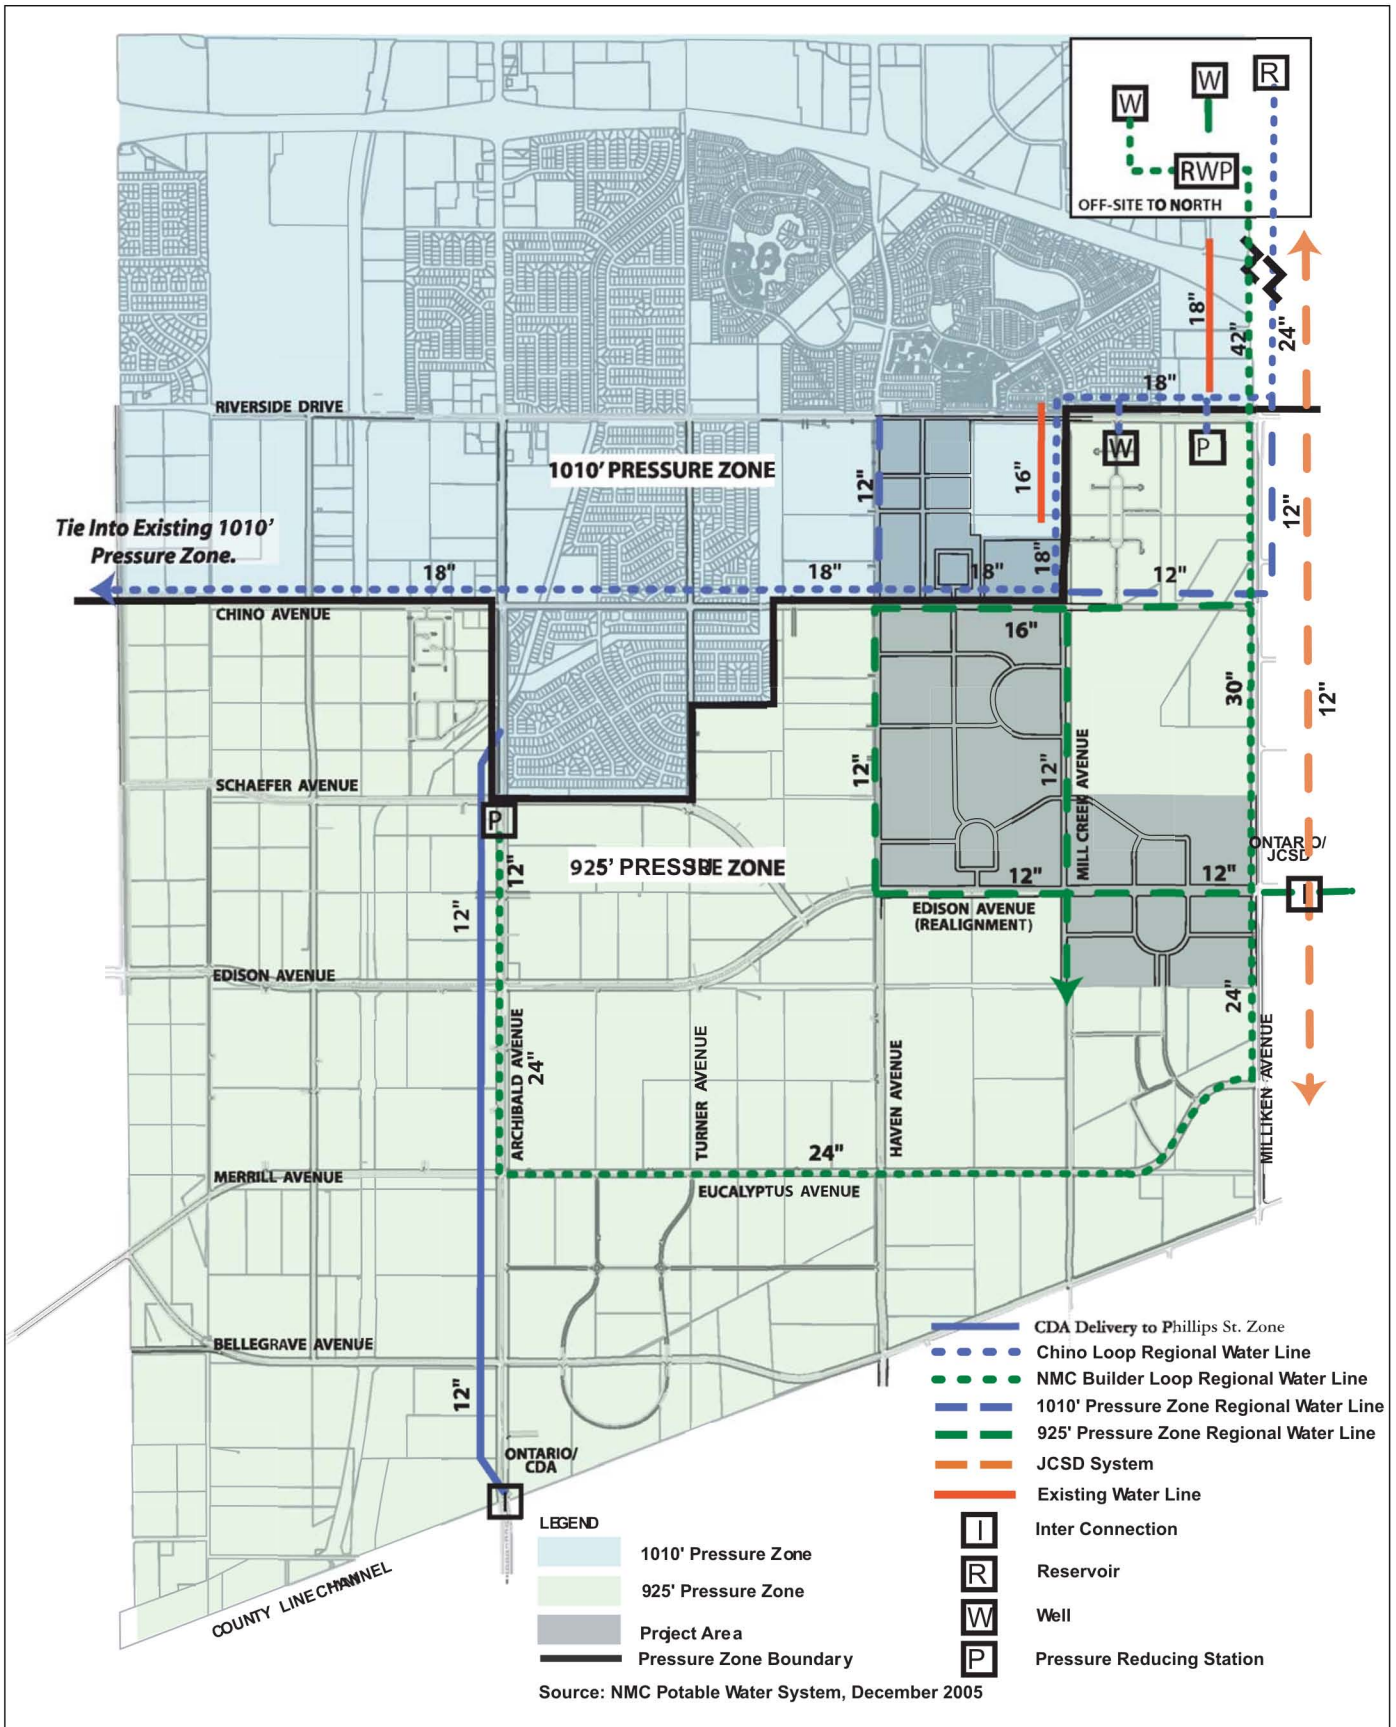 W
W
R
RWP
OFF-SITE TO NORTH
18"
42"
24"
18"
RIVERSIDE DRIVE
1010' PRESSURE ZONE
12"
16"
W
P
12"
Tie Into Existing 1010'
Pressure Zone.
18"
18"
18"
18"
12"
CHINO AVENUE
16"
30"
12"
SCHAEFER AVENUE
12"
12"
MILL CREEK AVENUE
P
12"
925' PRESSURE ZONE
12"
12"
ONTARIO/
JCSD
I
12"
EDISON AVENUE
(REALIGNMENT)
EDISON AVENUE
24"
ARCHIBALD AVENUE
24"
TURNER AVENUE
HAVEN AVENUE
MILLIKEN AVENUE
24"
MERRILL AVENUE
EUCALYPTUS AVENUE
BELLEGRAVE AVENUE
12"
ONTARIO/
CDA
I
COUNTY LINE CHANNEL
CDA Delivery to Phillips St. Zone
Chino Loop Regional Water Line
NMC Builder Loop Regional Water Line
1010' Pressure Zone Regional Water Line
925' Pressure Zone Regional Water Line
JCSD System
Existing Water Line
I Inter Connection
R Reservoir
W Well
P Pressure Reducing Station
LEGEND
1010' Pressure Zone
925' Pressure Zone
Project Area
Pressure Zone Boundary
Source: NMC Potable Water System, December 2005